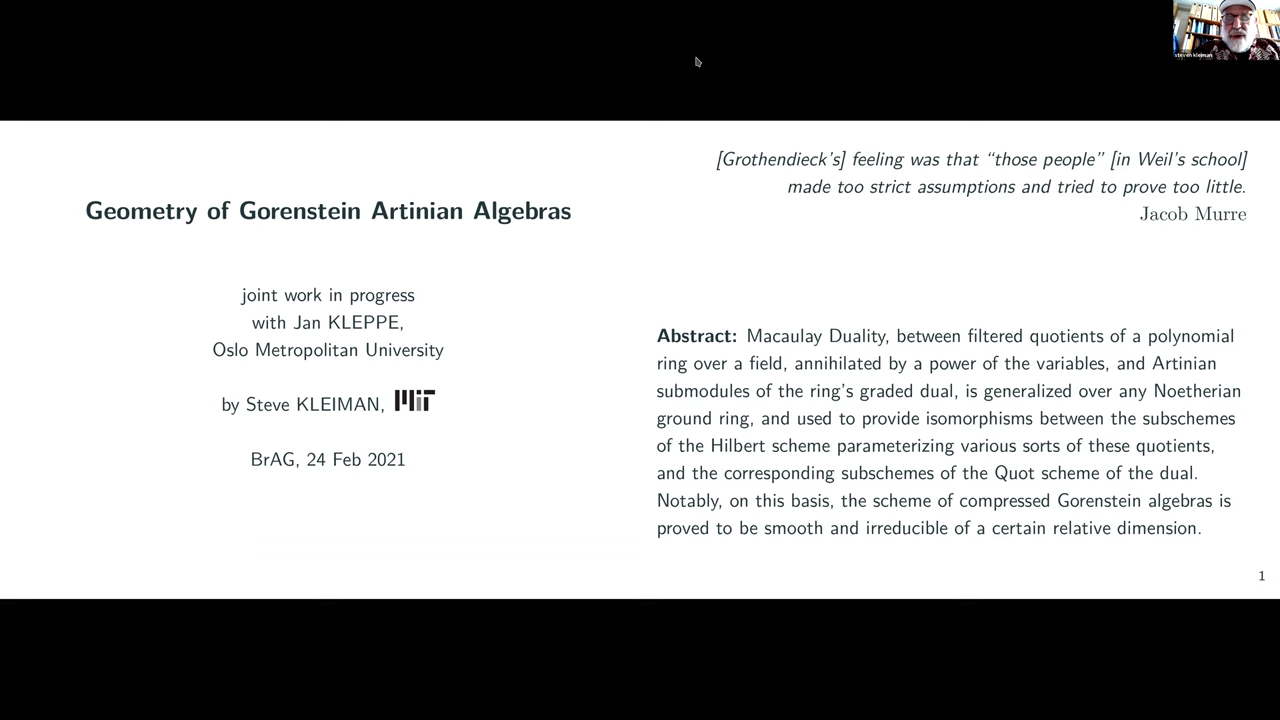 steven kleiman
Geometry of Gorenstein Artinian Algebras
joint work in progress
with Jan KLEPPE,
Oslo Metropolitan University
by Steve KLEIMAN, MiT
BrAG, 24 Feb 2021
[Grothendieck's] feeling was that “those people” [in Weil's school]
made too strict assumptions and tried to prove too little.
Jacob Murre
Abstract: Macaulay Duality, between filtered quotients of a polynomial
ring over a field, annihilated by a power of the variables, and Artinian
submodules of the ring's graded dual, is generalized over any Noetherian
ground ring, and used to provide isomorphisms between the subschemes
of the Hilbert scheme parameterizing various sorts of these quotients,
and the corresponding subschemes of the Quot scheme of the dual.
Notably, on this basis, the scheme of compressed Gorenstein algebras is
proved to be smooth and irreducible of a certain relative dimension.
1